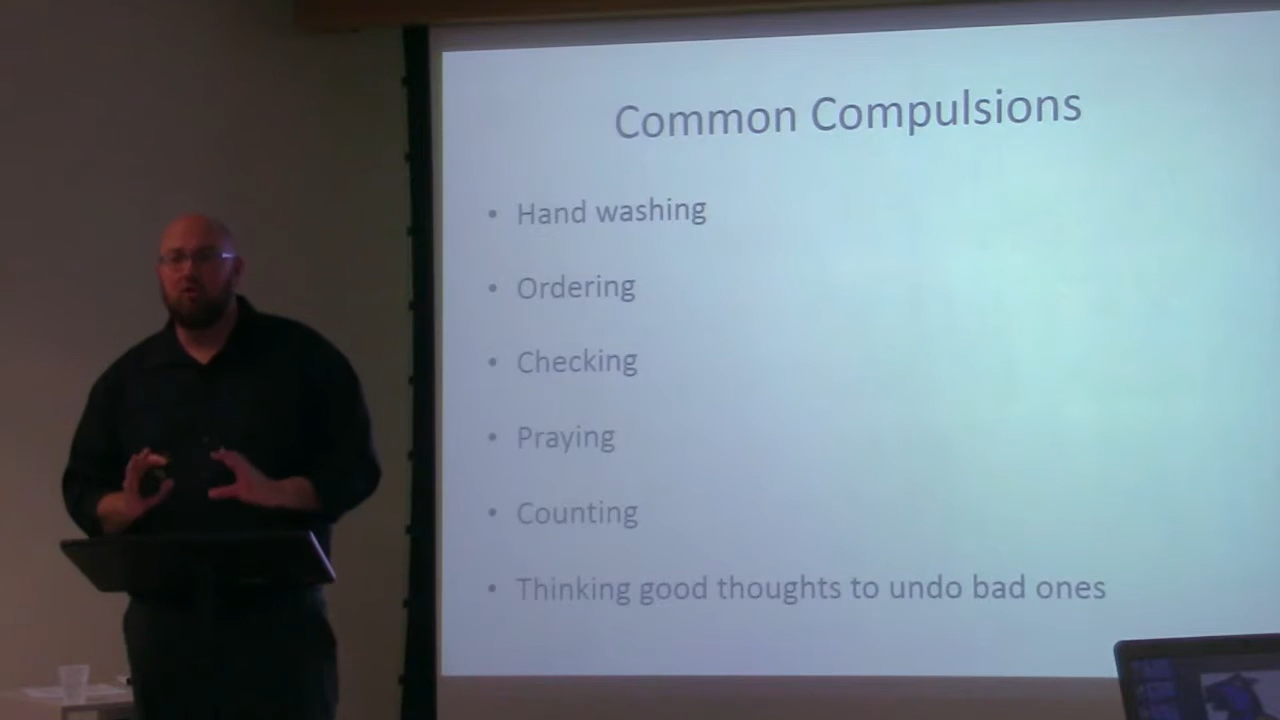 Common Compulsions
• Hand washing
• Ordering
• Checking
• Praying
• Counting
• Thinking good thoughts to undo bad ones